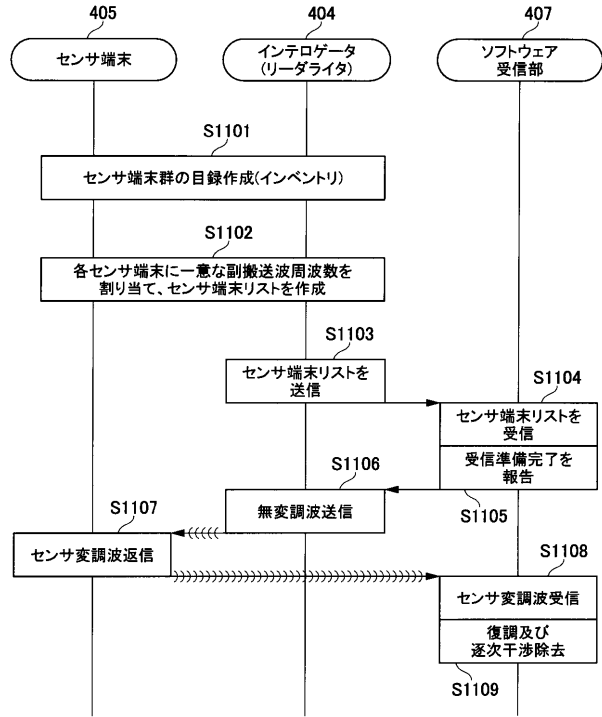 405
404
407
センサ端末
インテロゲータ
(リーダライタ)
ソフトウェア
受信部
S1101
センサ端末群の目録作成(インベントリ)
S1102
各センサ端末に一意な副搬送波周波数を
割り当て、センサ端末リストを作成
S1103
センサ端末リストを
送信
S1104
センサ端末リストを
受信
受信準備完了を
報告
S1105
S1106
無変調波送信
S1107
センサ変調波返信
S1108
センサ変調波受信
復調及び
逐次干渉除去
S1109